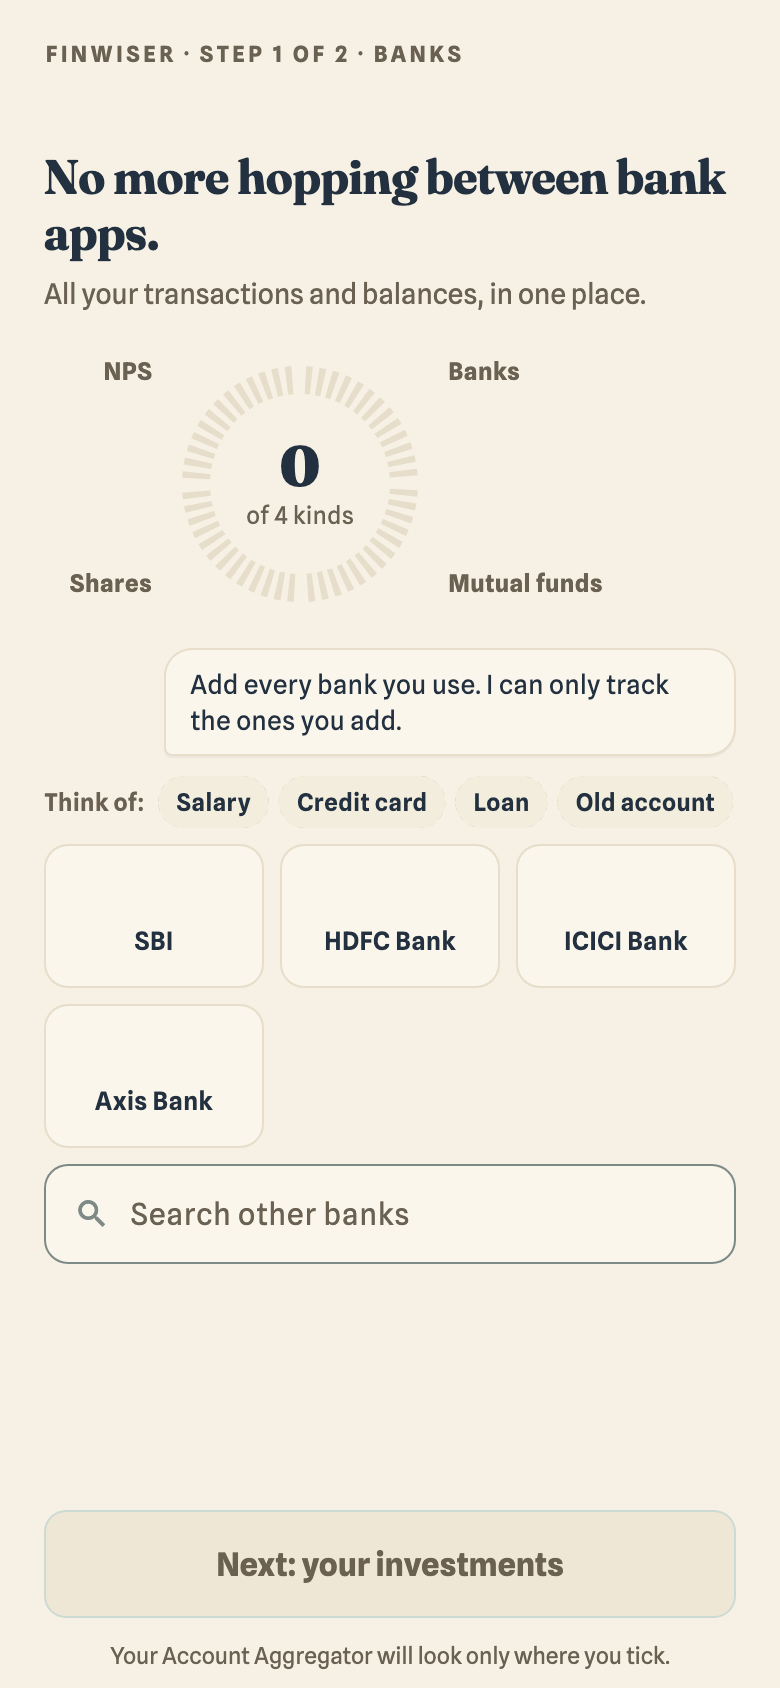 FINWISER · STEP 1 OF 2 · BANKS
No more hopping between bank
apps.
All your transactions and balances, in one place.
NPS
Banks
0
of 4 kinds
Shares
Mutual funds
Add every bank you use. I can only track
the ones you add.
Think of: Salary Credit card Loan Old account
SBI
HDFC Bank
ICICI Bank
Axis Bank
Search other banks
Next: your investments
Your Account Aggregator will look only where you tick.